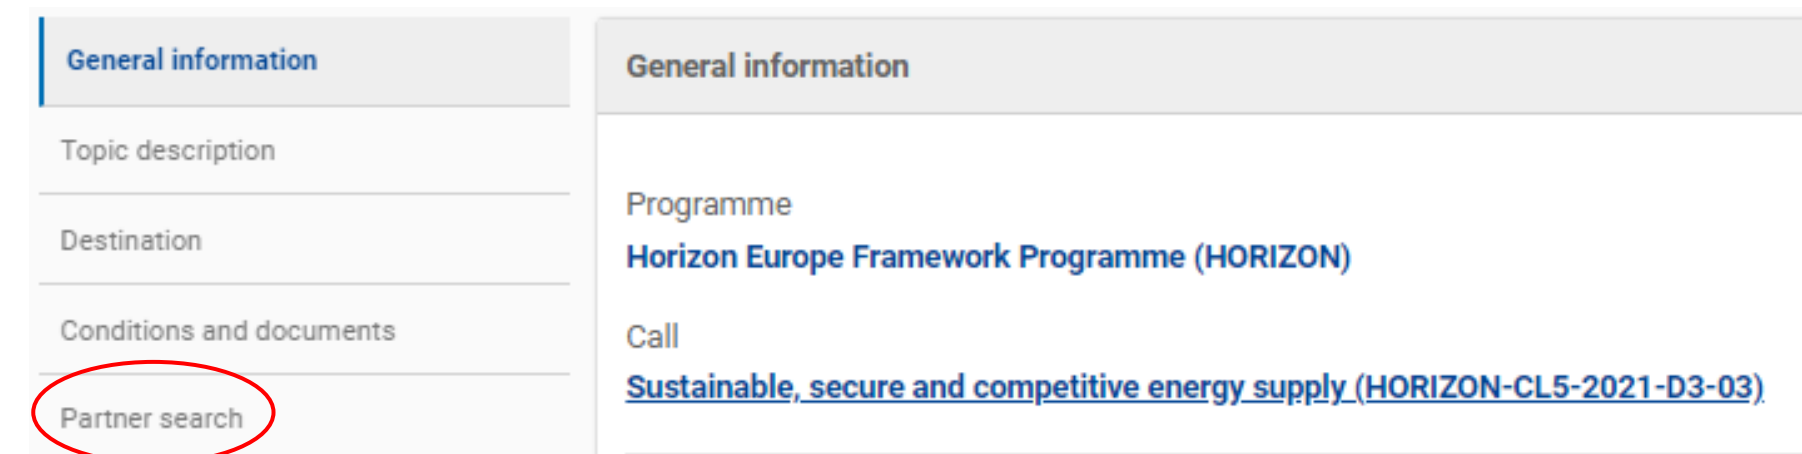 General information
Topic description
Destination
Conditions and documents
Partner search
General information
Programme
Horizon Europe Framework Programme (HORIZON)
Call
Sustainable, secure and competitive energy supply (HORIZON-CL5-2021-D3-03)